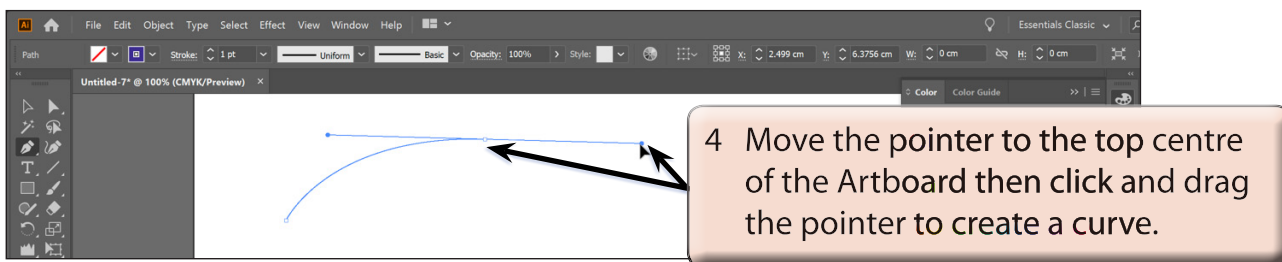 Ai File Edit Object Type Select Effect View Window Help Essentials Classic
Path Stroke: 1 pt Uniform Basic Opacity: 100% Style: X: 2.499 cm Y: 6.3756 cm W: 0 cm H: 0 cm
Untitled-7* @ 100% (CMYK/Preview) ×
Color Color Guide
4 Move the pointer to the top centre
of the Artboard then click and drag
the pointer to create a curve.